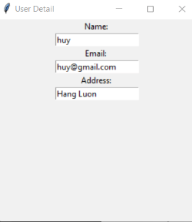 User Detail
Name:
huy
Email:
huy@gmail.com
Address:
Hang Luon